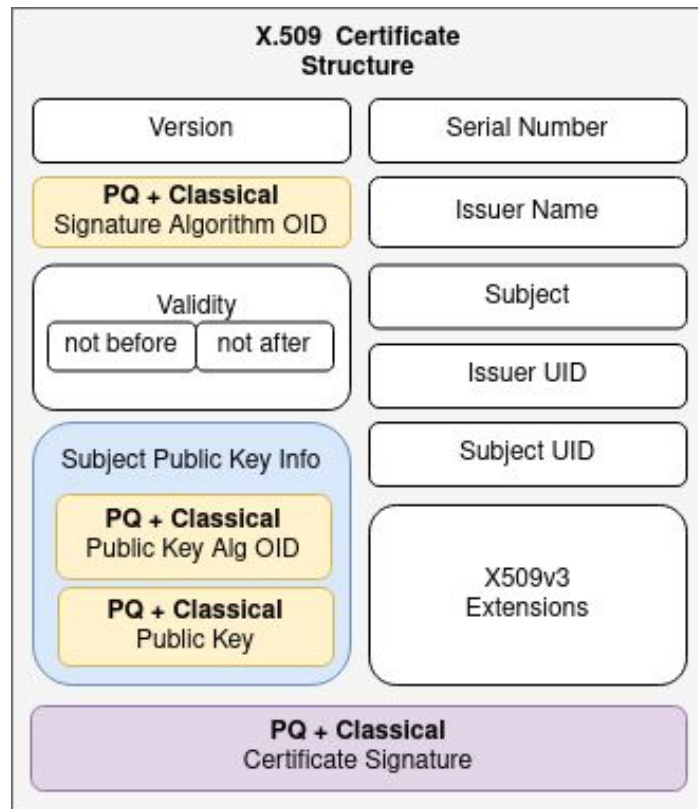 X.509 Certificate
Structure
Version
Serial Number
PQ + Classical
Signature Algorithm OID
Issuer Name
Validity
not before
not after
Subject
Issuer UID
Subject Public Key Info
Subject UID
PQ + Classical
Public Key Alg OID
PQ + Classical
Public Key
X509v3
Extensions
PQ + Classical
Certificate Signature